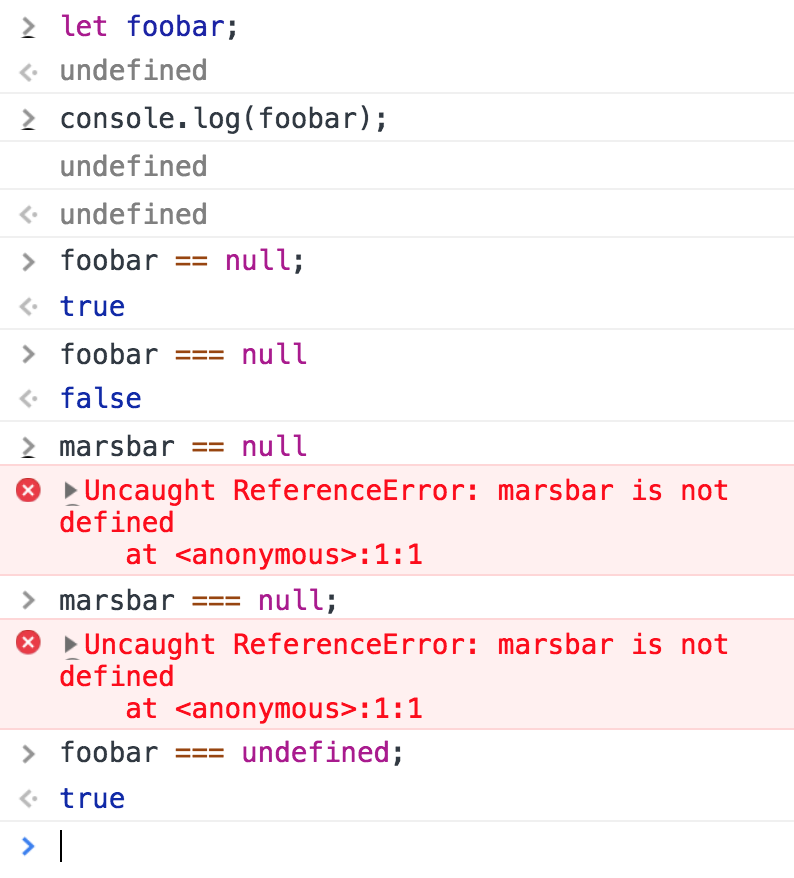 let foobar;
undefined
console.log(foobar);
undefined
undefined
foobar == null;
true
foobar === null
false
marsbar == null
Uncaught ReferenceError: marsbar is not
defined
at <anonymous>:1:1
marsbar === null;
Uncaught ReferenceError: marsbar is not
defined
at <anonymous>:1:1
foobar === undefined;
true